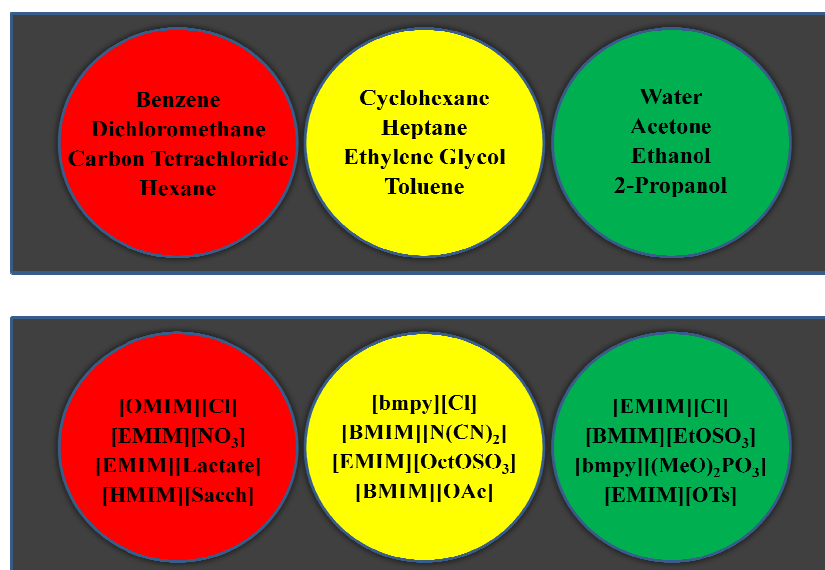 Benzene
Dichloromethane
Carbon Tetrachloride
Hexane
Cyclohexane
Heptane
Ethylene Glycol
Toluene
Water
Acetone
Ethanol
2-Propanol
[OMIM][Cl]
[EMIM][NO₃]
[EMIM][Lactate]
[HMIM][Sacch]
[bmpy][Cl]
[BMIM][N(CN)₂]
[EMIM][OctOSO₃]
[BMIM][OAc]
[EMIM][Cl]
[BMIM][EtOSO₃]
[bmpy][(MeO)₂PO₃]
[EMIM][OTs]